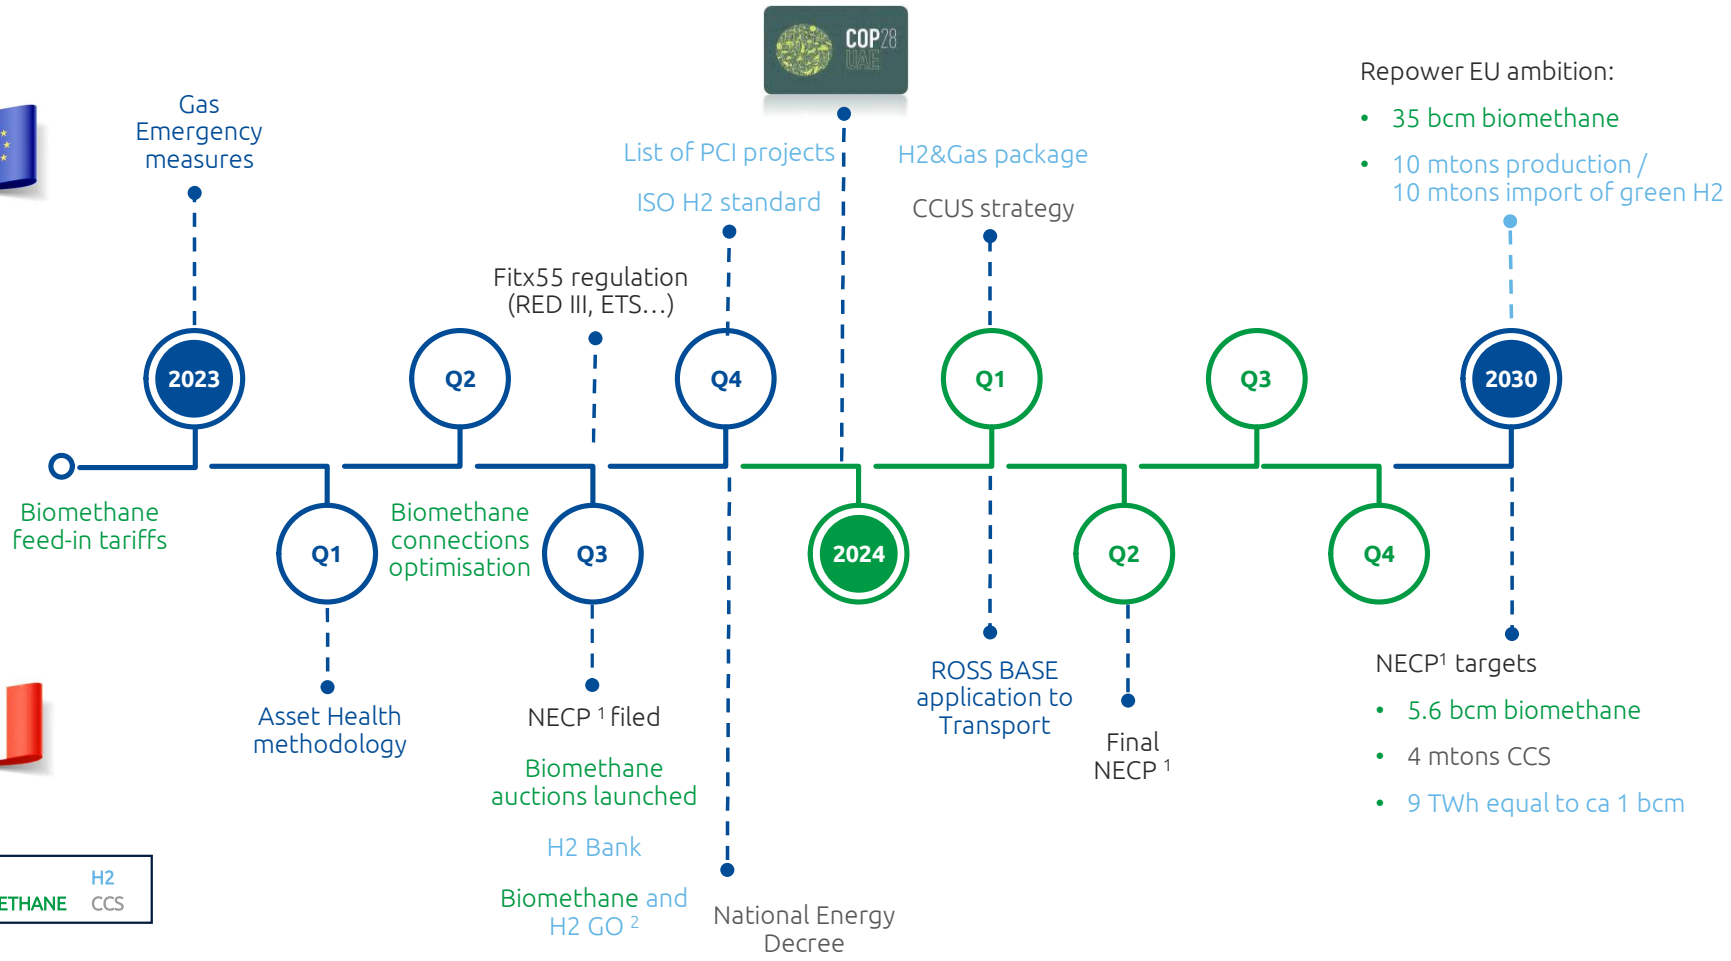 COP28
UAE
Repower EU ambition:
• 35 bcm biomethane
• 10 mtons production /
10 mtons import of green H2
Gas
Emergency
measures
List of PCI projects
ISO H2 standard
H2&Gas package
CCUS strategy
Fitx55 regulation
(RED III, ETS...)
2023
Q2
Q4
Q1
Q3
2030
Biomethane
feed-in tariffs
Q1
Biomethane
connections
optimisation
Q3
2024
Q2
Q4
Asset Health
methodology
NECP 1 filed
Biomethane
auctions launched
H2 Bank
Biomethane and
H2 GO 2
National Energy
Decree
ROSS BASE
application to
Transport
Final
NECP 1
NECP1 targets
• 5.6 bcm biomethane
• 4 mtons CCS
• 9 TWh equal to ca 1 bcm
H2
ETHANE CCS